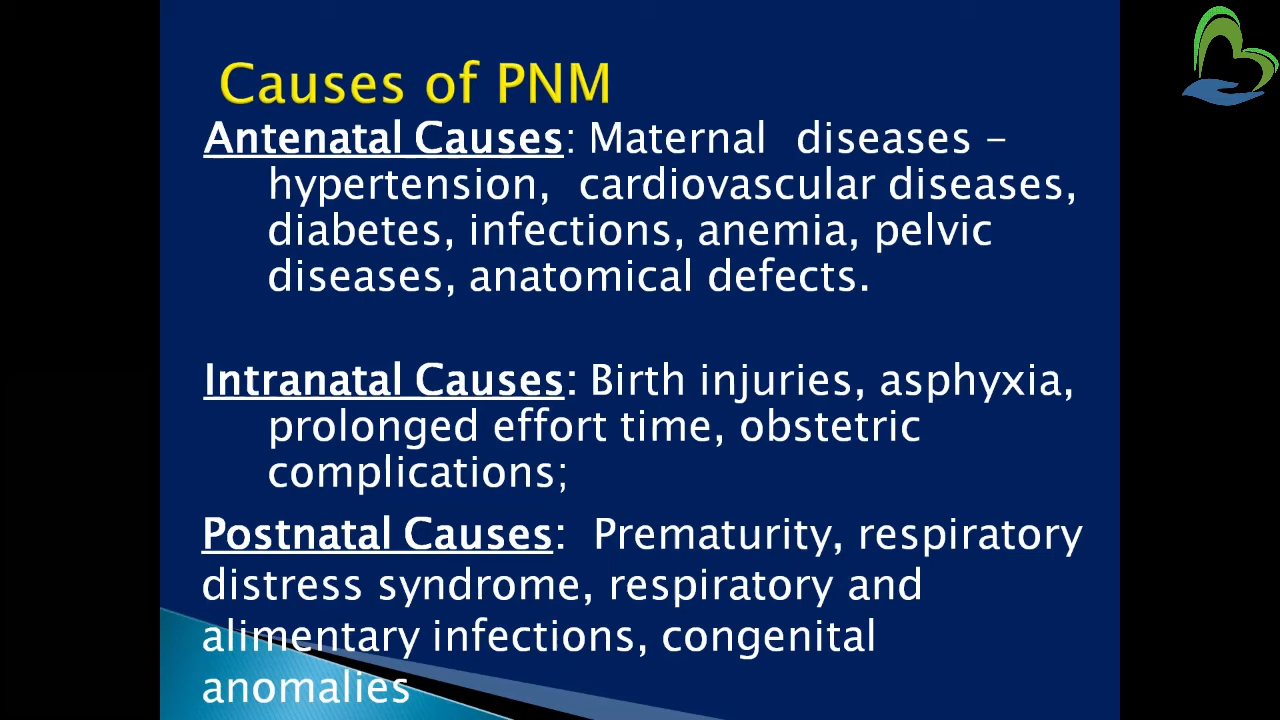 Causes of PNM
Antenatal Causes: Maternal diseases -
hypertension, cardiovascular diseases,
diabetes, infections, anemia, pelvic
diseases, anatomical defects.
Intranatal Causes: Birth injuries, asphyxia,
prolonged effort time, obstetric
complications;
Postnatal Causes: Prematurity, respiratory
distress syndrome, respiratory and
alimentary infections, congenital
anomalies